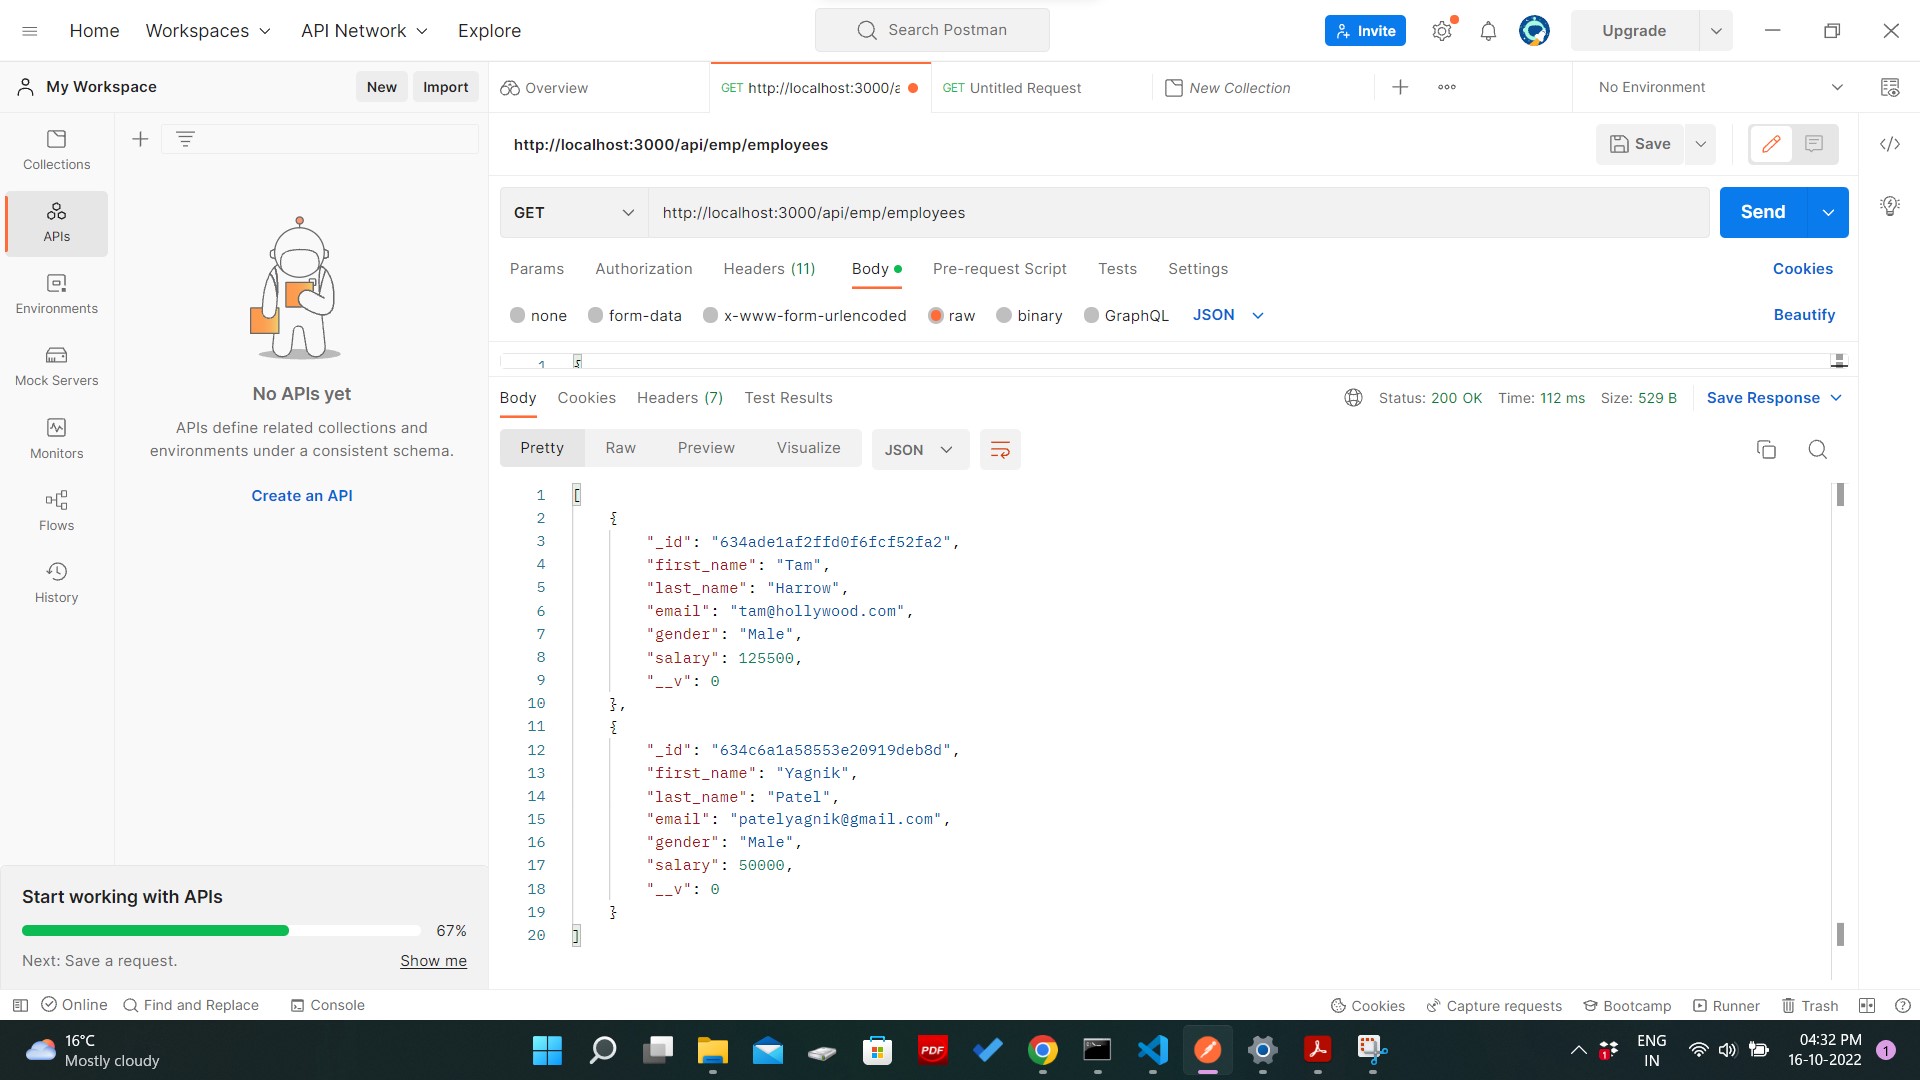 Home Workspaces API Network Explore Search Postman Invite Upgrade
My Workspace New Import Overview GET http://localhost:3000/a GET Untitled Request New Collection No Environment
Collections
APIs
Environments
Mock Servers
Monitors
Flows
History
No APIs yet
APIs define related collections and
environments under a consistent schema.
Create an API
Start working with APIs
67%
Next: Save a request. Show me
http://localhost:3000/api/emp/employees Save
GET http://localhost:3000/api/emp/employees Send
Params Authorization Headers (11) Body Pre-request Script Tests Settings Cookies
none form-data x-www-form-urlencoded raw binary GraphQL JSON Beautify
1 {
Body Cookies Headers (7) Test Results Status: 200 OK Time: 112 ms Size: 529 B Save Response
Pretty Raw Preview Visualize JSON
1 [
2 {
3 "_id": "634ade1af2ffd0f6fcf52fa2",
4 "first_name": "Tam",
5 "last_name": "Harrow",
6 "email": "tam@hollywood.com",
7 "gender": "Male",
8 "salary": 125500,
9 "__v": 0
10 },
11 {
12 "_id": "634c6a1a58553e20919deb8d",
13 "first_name": "Yagnik",
14 "last_name": "Patel",
15 "email": "patelyagnik@gmail.com",
16 "gender": "Male",
17 "salary": 50000,
18 "__v": 0
19 }
20 ]
Online Find and Replace Console Cookies Capture requests Bootcamp Runner Trash
16°C
Mostly cloudy
PDF
1
ENG
IN
04:32 PM
16-10-2022
1